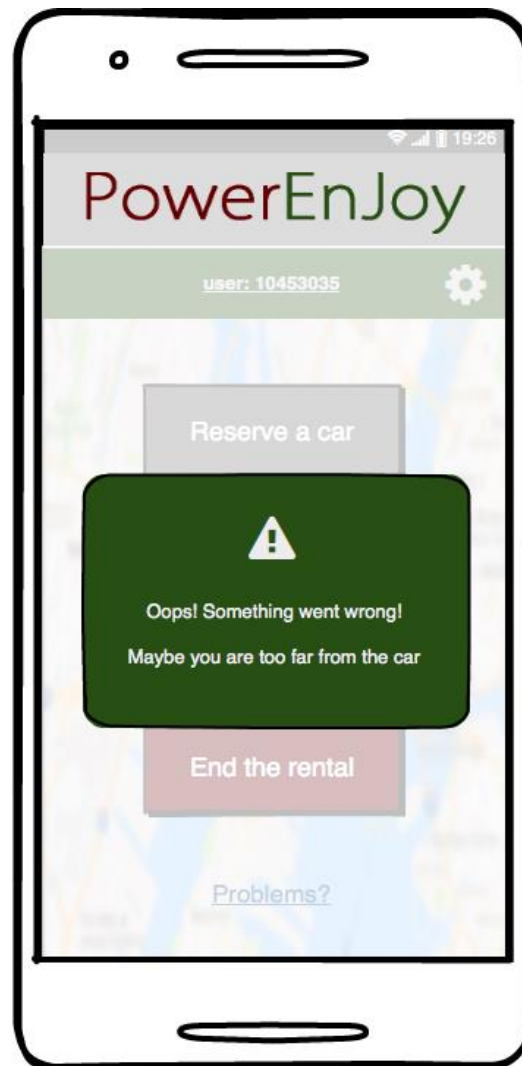 19:26
PowerEnJoy
user: 10453035
Reserve a car
Oops! Something went wrong!
Maybe you are too far from the car
End the rental
Problems?